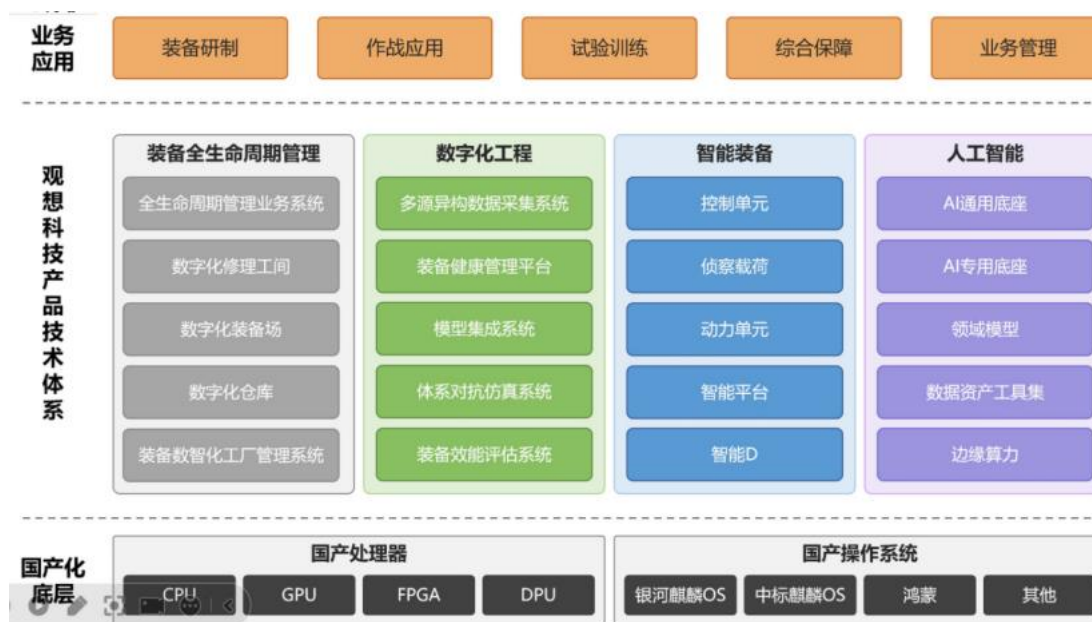 业务
应用
装备研制
作战应用
试验训练
综合保障
业务管理
观想科技产品技术体系
装备全生命周期管理
全生命周期管理业务系统
数字化修理工间
数字化装备场
数字化仓库
装备数智化工厂管理系统
数字化工程
多源异构数据采集系统
装备健康管理平台
模型集成系统
体系对抗仿真系统
装备效能评估系统
智能装备
控制单元
侦察载荷
动力单元
智能平台
智能D
人工智能
AI通用底座
AI专用底座
领域模型
数据资产工具集
边缘算力
国产化
底层
国产处理器
CPU
GPU
FPGA
DPU
国产操作系统
银河麒麟OS
中标麒麟OS
鸿蒙
其他